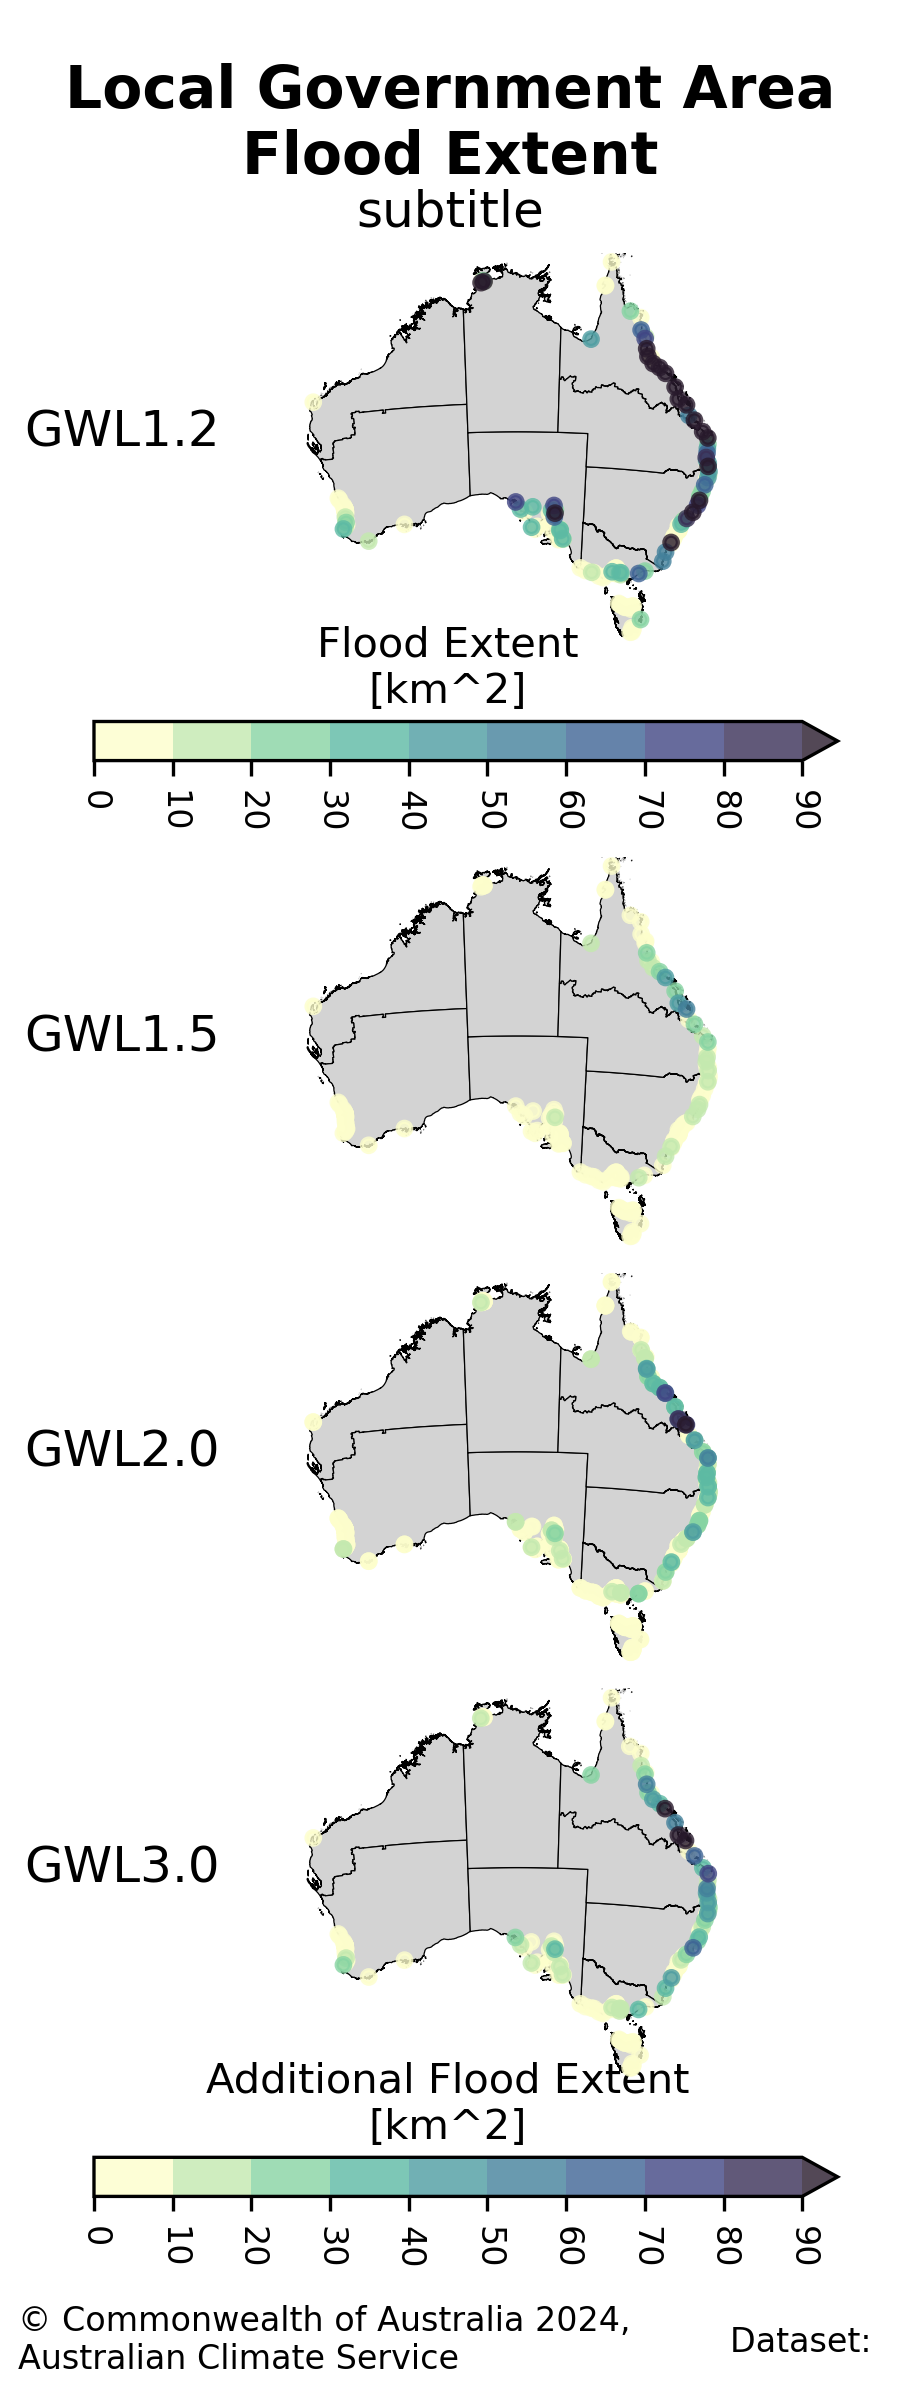 Local Government Area
Flood Extent
subtitle
GWL1.2
Flood Extent
[km^2]
0 10 20 30 40 50 60 70 80 90
GWL1.5
GWL2.0
GWL3.0
Additional Flood Extent
[km^2]
0 10 20 30 40 50 60 70 80 90
© Commonwealth of Australia 2024,
Australian Climate Service
Dataset: